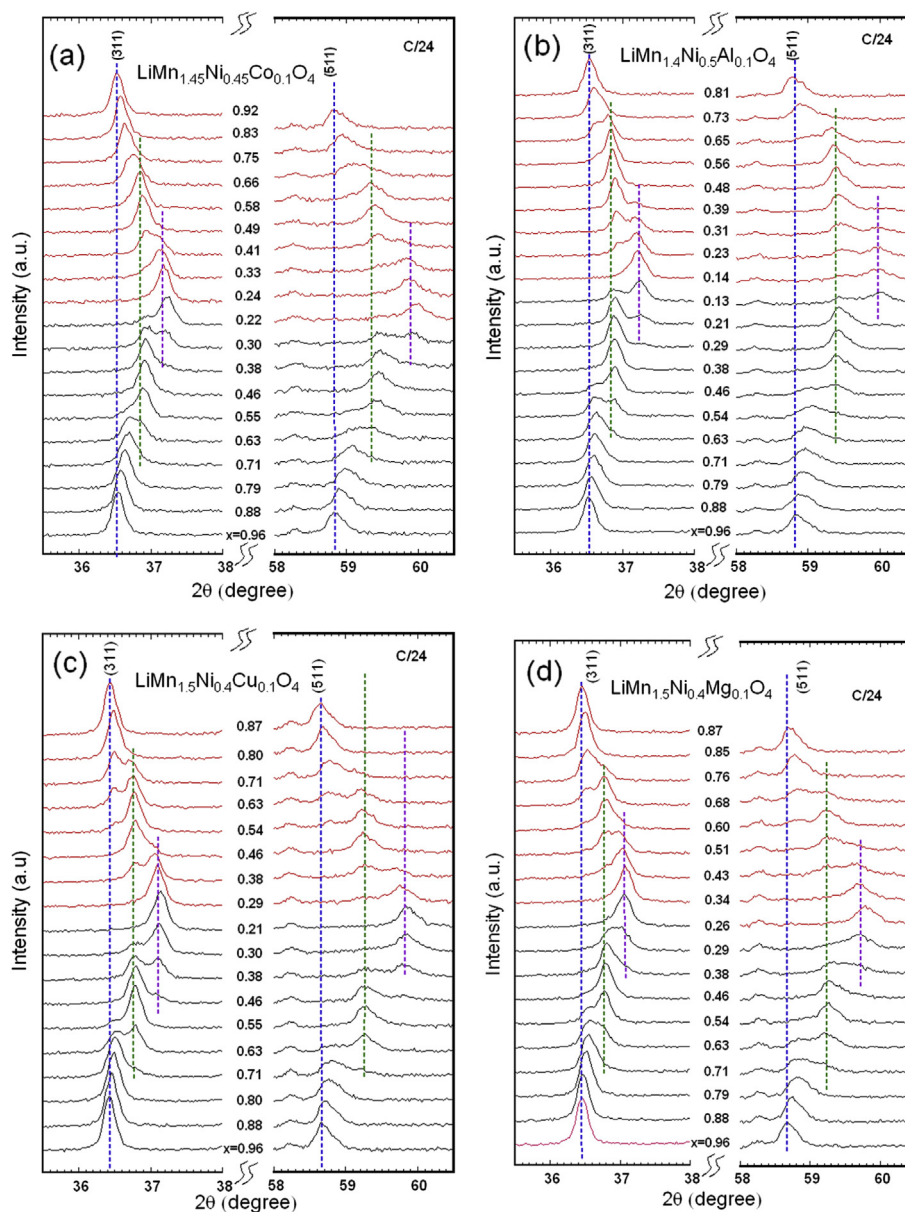 (a)
(311)
(511)
C/24
LiMn1.45Ni0.45Co0.1O4
0.92
0.83
0.75
0.66
0.58
0.49
0.41
0.33
0.24
0.22
0.30
0.38
0.46
0.55
0.63
0.71
0.79
0.88
x=0.96
Intensity (a.u.)
36 37 38 58 59 60
2θ (degree)
(b)
(311)
(511)
C/24
LiMn1.4Ni0.5Al0.1O4
0.81
0.73
0.65
0.56
0.48
0.39
0.31
0.23
0.14
0.13
0.21
0.29
0.38
0.46
0.54
0.63
0.71
0.79
0.88
x=0.96
Intensity (a.u.)
36 37 38 58 59 60
2θ (degree)
(c)
(311)
(511)
C/24
LiMn1.5Ni0.4Cu0.1O4
0.87
0.80
0.71
0.63
0.54
0.46
0.38
0.29
0.21
0.30
0.38
0.46
0.55
0.63
0.71
0.80
0.88
x=0.96
Intensity (a.u)
36 37 38 58 59 60
2θ (degree)
(d)
(311)
(511)
LiMn1.5Ni0.4Mg0.1O4
C/24
0.87
0.85
0.76
0.68
0.60
0.51
0.43
0.34
0.26
0.29
0.38
0.46
0.54
0.63
0.71
0.79
0.88
x=0.96
Intensity (a.u.)
35 36 37 38 58 59 60
2θ (degree)